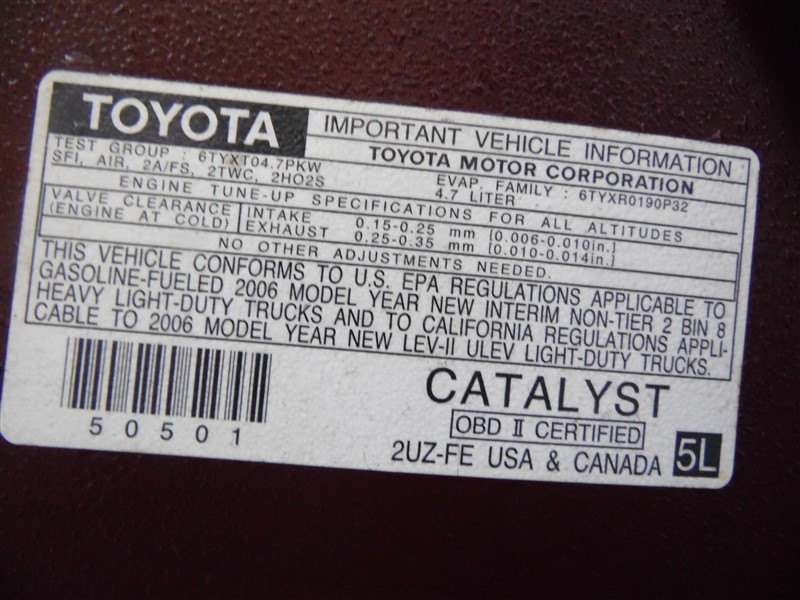 TOYOTA
IMPORTANT VEHICLE INFORMATION
TOYOTA MOTOR CORPORATION
TEST GROUP : 6TYXT04.7PKW
EVAP. FAMILY : 6TYXR0190P32
SFI, AIR, 2A/FS, 2TWC, 2HO2S
4.7 LITER
ENGINE TUNE-UP SPECIFICATIONS FOR ALL ALTITUDES
VALVE CLEARANCE
(ENGINE AT COLD)
INTAKE 0.15-0.25 mm [0.006-0.010in.]
EXHAUST 0.25-0.35 mm [0.010-0.014in.]
NO OTHER ADJUSTMENTS NEEDED.
THIS VEHICLE CONFORMS TO U.S. EPA REGULATIONS APPLICABLE TO
GASOLINE-FUELED 2006 MODEL YEAR NEW INTERIM NON-TIER 2 BIN 8
HEAVY LIGHT-DUTY TRUCKS AND TO CALIFORNIA REGULATIONS APPLI-
CABLE TO 2006 MODEL YEAR NEW LEV-II ULEV LIGHT-DUTY TRUCKS.
CATALYST
OBD II CERTIFIED
50501
2UZ-FE USA & CANADA 5L